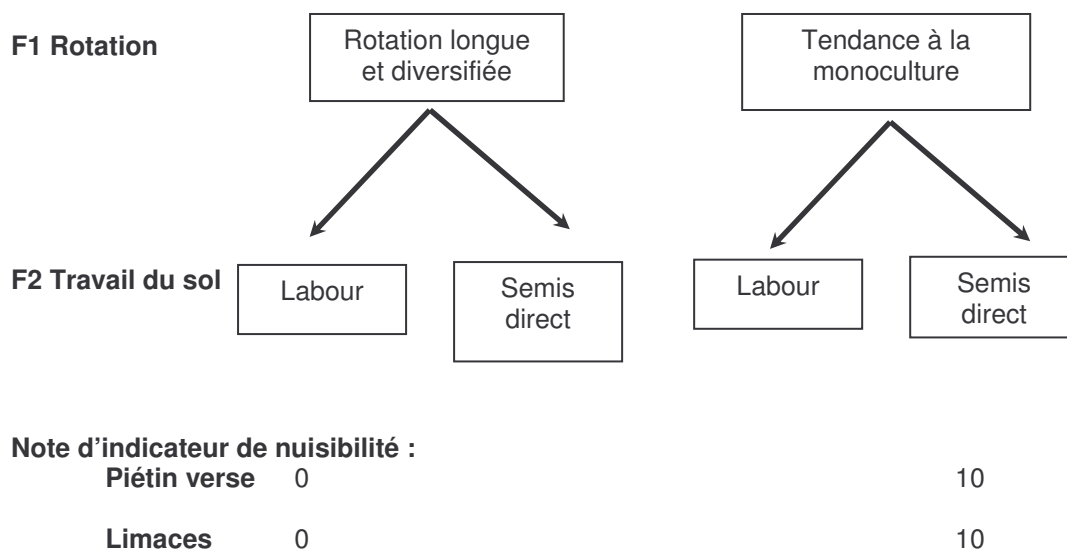 F1 Rotation
Rotation longue
et diversifiée
Tendance à la
monoculture
F2 Travail du sol
Labour
Semis
direct
Labour
Semis
direct
Note d'indicateur de nuisibilité :
Piétin verse 0 10
Limaces 0 10